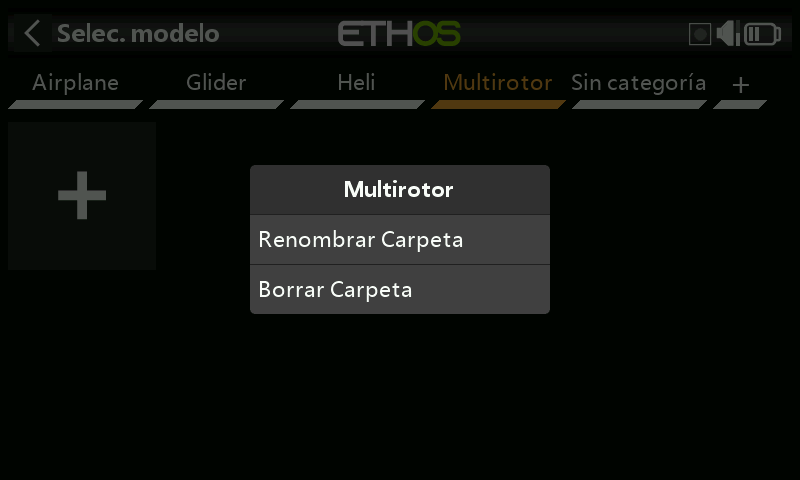 Selec. modelo
ETHOS
Airplane
Glider
Heli
Multirotor
Sin categoría
+
Multirotor
Renombrar Carpeta
Borrar Carpeta